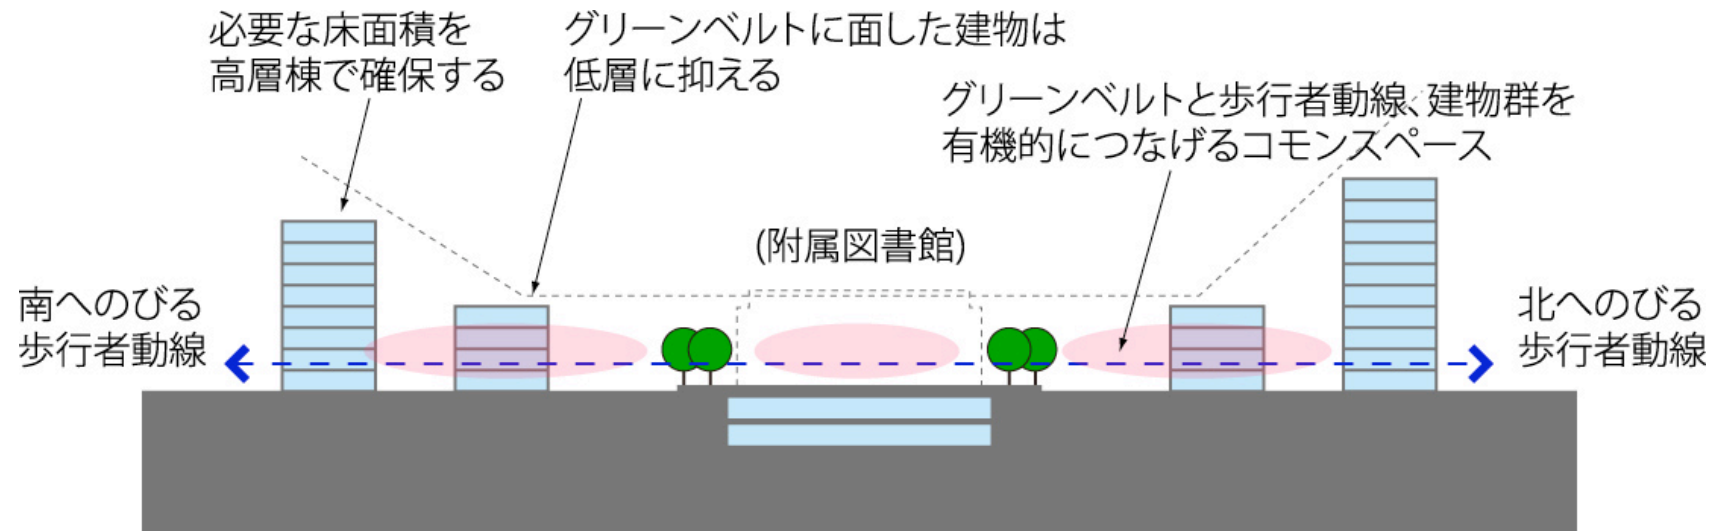 必要な床面積を
高層棟で確保する
グリーンベルトに面した建物は
低層に抑える
グリーンベルトと歩行者動線、建物群を
有機的につなげるコモンスペース
(附属図書館)
南へのびる
歩行者動線
北へのびる
歩行者動線